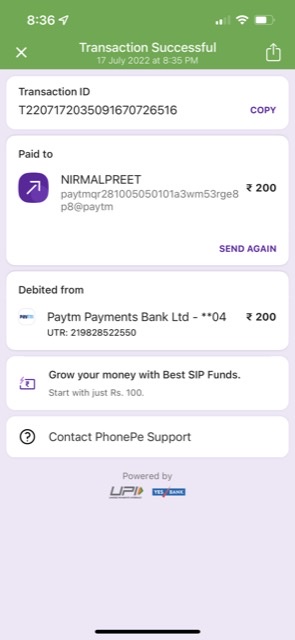 8:36
Transaction Successful
17 July 2022 at 8:35 PM
Transaction ID
T2207172035091670726516
COPY
Paid to
NIRMALPREET
₹ 200
paytmqr281005050101a3wm53rge8
p8@paytm
SEND AGAIN
Debited from
Paytm Payments Bank Ltd - **04
₹ 200
UTR: 219828522550
Grow your money with Best SIP Funds.
Start with just Rs. 100.
Contact PhonePe Support
Powered by
UPI
YES BANK